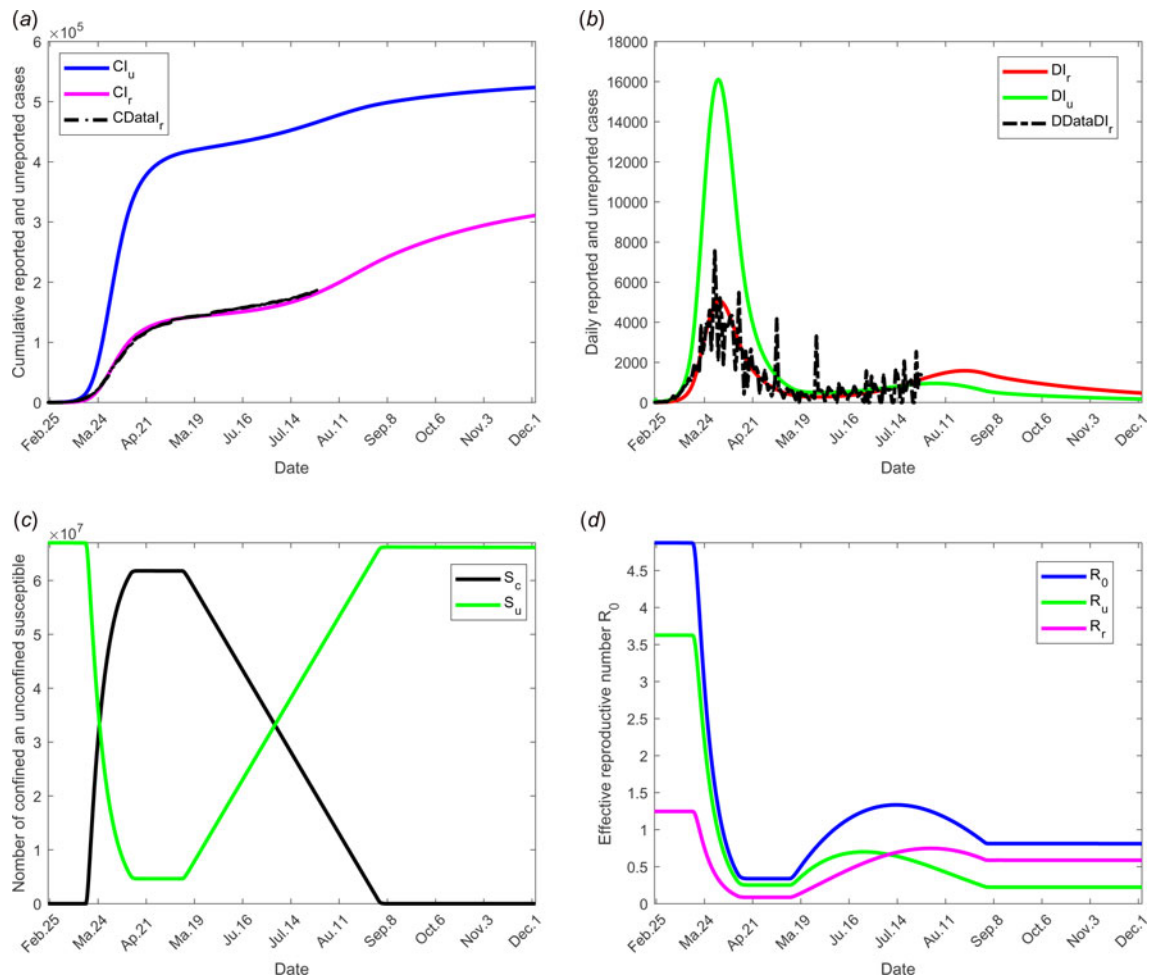 (a)
×10^5
6
5
4
3
2
1
0
Cumulative reported and unreported cases
CI_u
CI_r
CDataI_r
Feb.25 Ma.24 Ap.21 Ma.19 Ju.16 Jul.14 Au.11 Sep.8 Oct.6 Nov.3 Dec.1
Date
(b)
18000
16000
14000
12000
10000
8000
6000
4000
2000
0
Daily reported and unreported cases
DI_r
DI_u
DDataDI_r
Feb.25 Ma.24 Ap.21 Ma.19 Ju.16 Jul.14 Au.11 Sep.8 Oct.6 Nov.3 Dec.1
Date
(c)
×10^7
6
5
4
3
2
1
0
Nomber of confined an unconfined susceptible
S_c
S_u
Feb.25 Ma.24 Ap.21 Ma.19 Ju.16 Jul.14 Au.11 Sep.8 Oct.6 Nov.3 Dec.1
Date
(d)
4.5
4
3.5
3
2.5
2
1.5
1
0.5
0
Effective reproductive number R_0
R_0
R_u
R_r
Feb.25 Ma.24 Ap.21 Ma.19 Ju.16 Jul.14 Au.11 Sep.8 Oct.6 Nov.3 Dec.1
Date